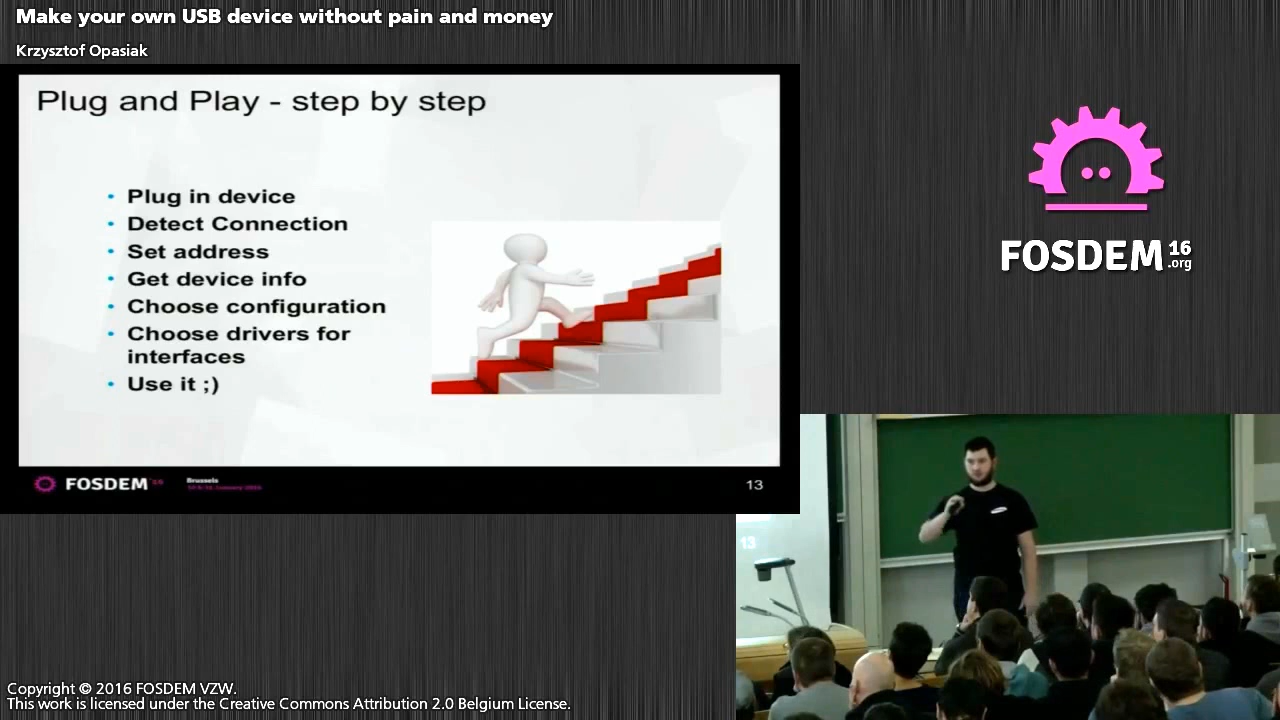 Make your own USB device without pain and money
Krzysztof Opasiak
Plug and Play - step by step
Plug in device
Detect Connection
Set address
Get device info
Choose configuration
Choose drivers for
interfaces
Use it ;)
FOSDEM'16
Brussels
13
FOSDEM 16
.org
13
Copyright © 2016 FOSDEM VZW.
This work is licensed under the Creative Commons Attribution 2.0 Belgium License.